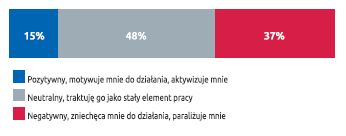 15% 48% 37%
Pozytywny, motywuje mnie do działania, aktywizuje mnie
Neutralny, traktuję go jako stały element pracy
Negatywny, zniechęca mnie do działania, paraliżuje mnie